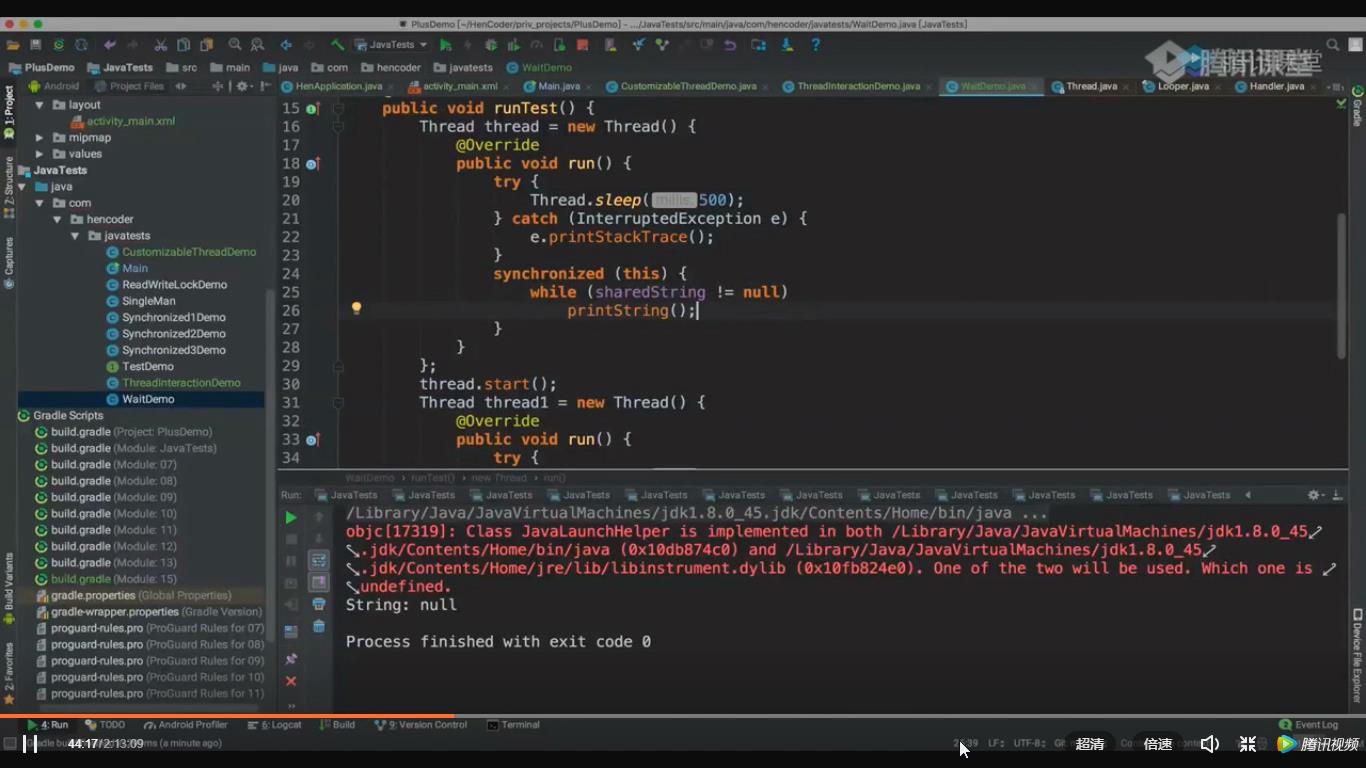 PlusDemo [~/HenCoder/priv_projects/PlusDemo] - .../JavaTests/src/main/java/com/hencoder/javatests/WaitDemo.java [JavaTests]
JavaTests
PlusDemo JavaTests src main java com hencoder javatests WaitDemo
腾讯课堂
Android Project Files
HenApplication.java activity_main.xml Main.java CustomizableThreadDemo.java ThreadInteractionDemo.java WaitDemo.java Thread.java Looper.java Handler.java
1: Project
Z: Structure
Captures
Build Variants
2: Favorites
Gradle
Device File Explorer
layout
activity_main.xml
mipmap
values
JavaTests
java
com
hencoder
javatests
CustomizableThreadDemo
Main
ReadWriteLockDemo
SingleMan
Synchronized1Demo
Synchronized2Demo
Synchronized3Demo
TestDemo
ThreadInteractionDemo
WaitDemo
Gradle Scripts
build.gradle (Project: PlusDemo)
build.gradle (Module: JavaTests)
build.gradle (Module: 07)
build.gradle (Module: 08)
build.gradle (Module: 09)
build.gradle (Module: 10)
build.gradle (Module: 11)
build.gradle (Module: 12)
build.gradle (Module: 13)
build.gradle (Module: 15)
gradle.properties (Global Properties)
gradle-wrapper.properties (Gradle Version)
proguard-rules.pro (ProGuard Rules for 07)
proguard-rules.pro (ProGuard Rules for 08)
proguard-rules.pro (ProGuard Rules for 09)
proguard-rules.pro (ProGuard Rules for 10)
proguard-rules.pro (ProGuard Rules for 11)
15 public void runTest() {
16 Thread thread = new Thread() {
17 @Override
18 public void run() {
19 try {
20 Thread.sleep( millis: 500);
21 } catch (InterruptedException e) {
22 e.printStackTrace();
23 }
24 synchronized (this) {
25 while (sharedString != null)
26 printString();
27 }
28 }
29 };
30 thread.start();
31 Thread thread1 = new Thread() {
32 @Override
33 public void run() {
34 try {
WaitDemo › runTest() › new Thread › run()
Run: JavaTests JavaTests JavaTests JavaTests JavaTests JavaTests JavaTests JavaTests JavaTests JavaTests JavaTests JavaTests
/Library/Java/JavaVirtualMachines/jdk1.8.0_45.jdk/Contents/Home/bin/java ...
objc[17319]: Class JavaLaunchHelper is implemented in both /Library/Java/JavaVirtualMachines/jdk1.8.0_45
.jdk/Contents/Home/bin/java (0x10db874c0) and /Library/Java/JavaVirtualMachines/jdk1.8.0_45
.jdk/Contents/Home/jre/lib/libinstrument.dylib (0x10fb824e0). One of the two will be used. Which one is
undefined.
String: null
Process finished with exit code 0
4: Run TODO Android Profiler 6: Logcat Build 9: Version Control Terminal 2 Event Log
44:17/2:13:09 (a minute ago) LF÷ UTF-8÷ 超清 倍速 腾讯视频